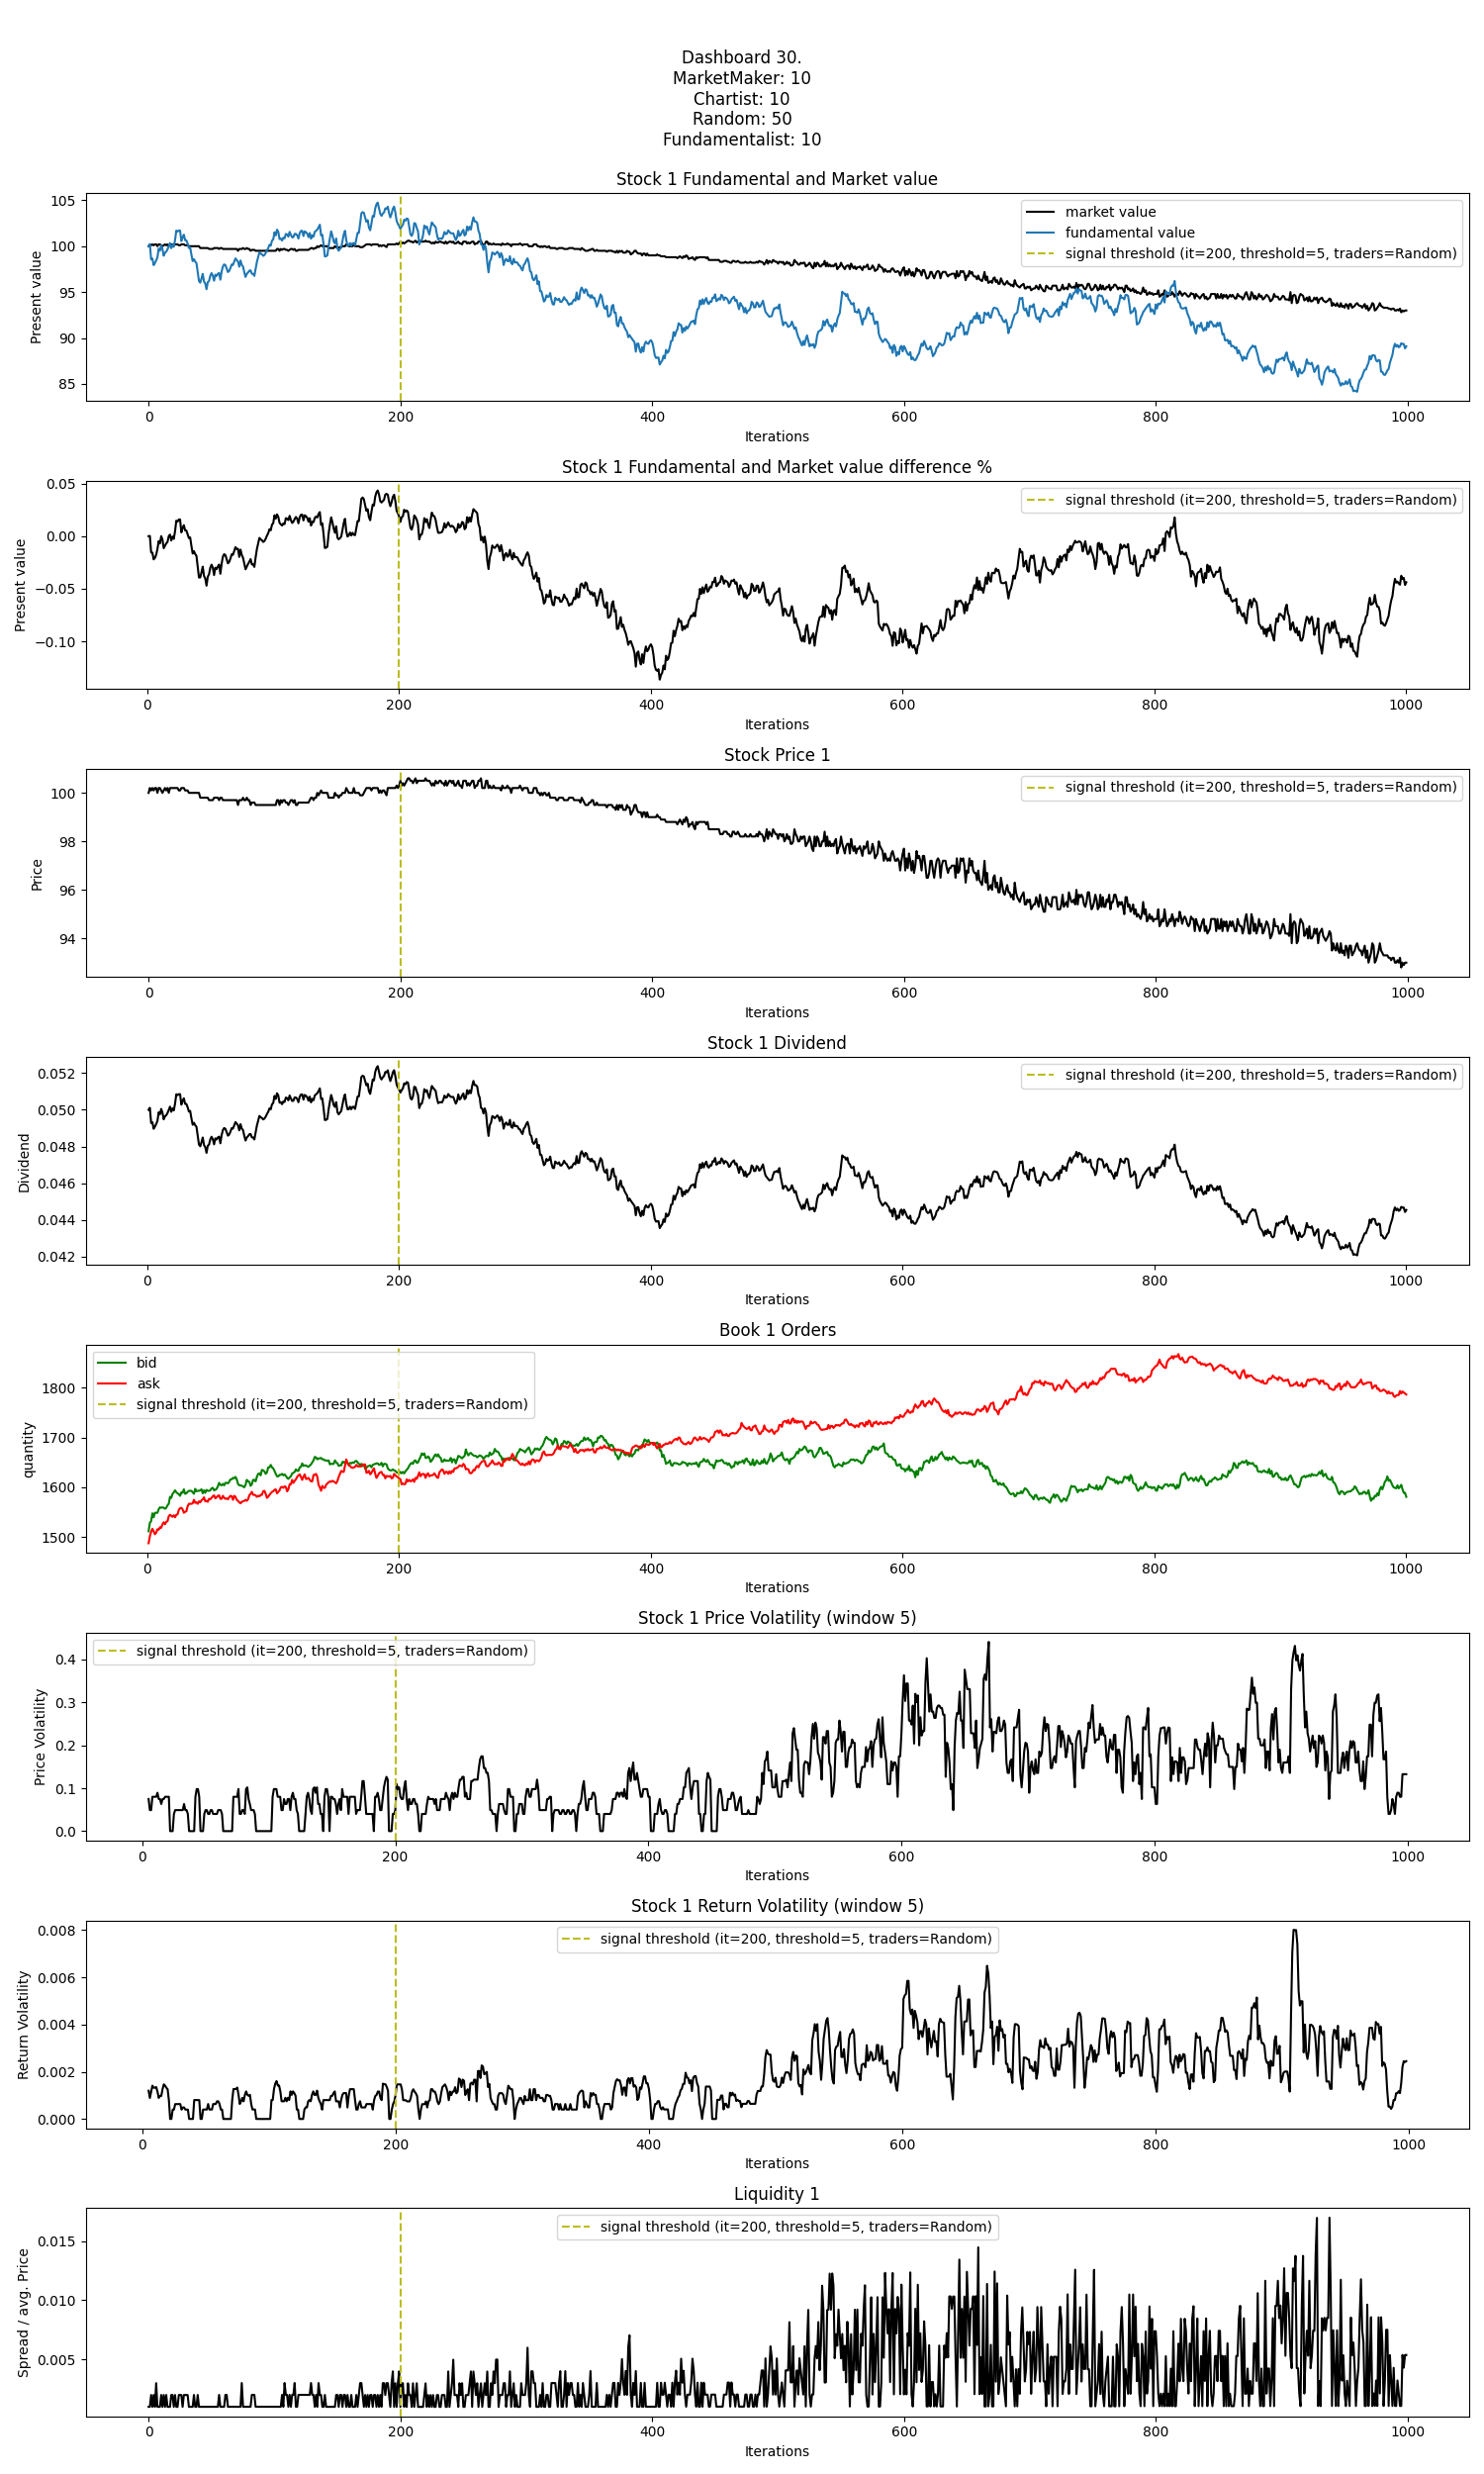 Dashboard 30.
MarketMaker: 10
Chartist: 10
Random: 50
Fundamentalist: 10
Stock 1 Fundamental and Market value
Present value
105
100
95
90
85
market value
fundamental value
signal threshold (it=200, threshold=5, traders=Random)
0 200 400 600 800 1000
Iterations
Stock 1 Fundamental and Market value difference %
Present value
0.05
0.00
−0.05
−0.10
signal threshold (it=200, threshold=5, traders=Random)
0 200 400 600 800 1000
Iterations
Stock Price 1
Price
100
98
96
94
signal threshold (it=200, threshold=5, traders=Random)
0 200 400 600 800 1000
Iterations
Stock 1 Dividend
Dividend
0.052
0.050
0.048
0.046
0.044
0.042
signal threshold (it=200, threshold=5, traders=Random)
0 200 400 600 800 1000
Iterations
Book 1 Orders
quantity
1800
1700
1600
1500
bid
ask
signal threshold (it=200, threshold=5, traders=Random)
0 200 400 600 800 1000
Iterations
Stock 1 Price Volatility (window 5)
Price Volatility
0.4
0.3
0.2
0.1
0.0
signal threshold (it=200, threshold=5, traders=Random)
0 200 400 600 800 1000
Iterations
Stock 1 Return Volatility (window 5)
Return Volatility
0.008
0.006
0.004
0.002
0.000
signal threshold (it=200, threshold=5, traders=Random)
0 200 400 600 800 1000
Iterations
Liquidity 1
Spread / avg. Price
0.015
0.010
0.005
signal threshold (it=200, threshold=5, traders=Random)
0 200 400 600 800 1000
Iterations